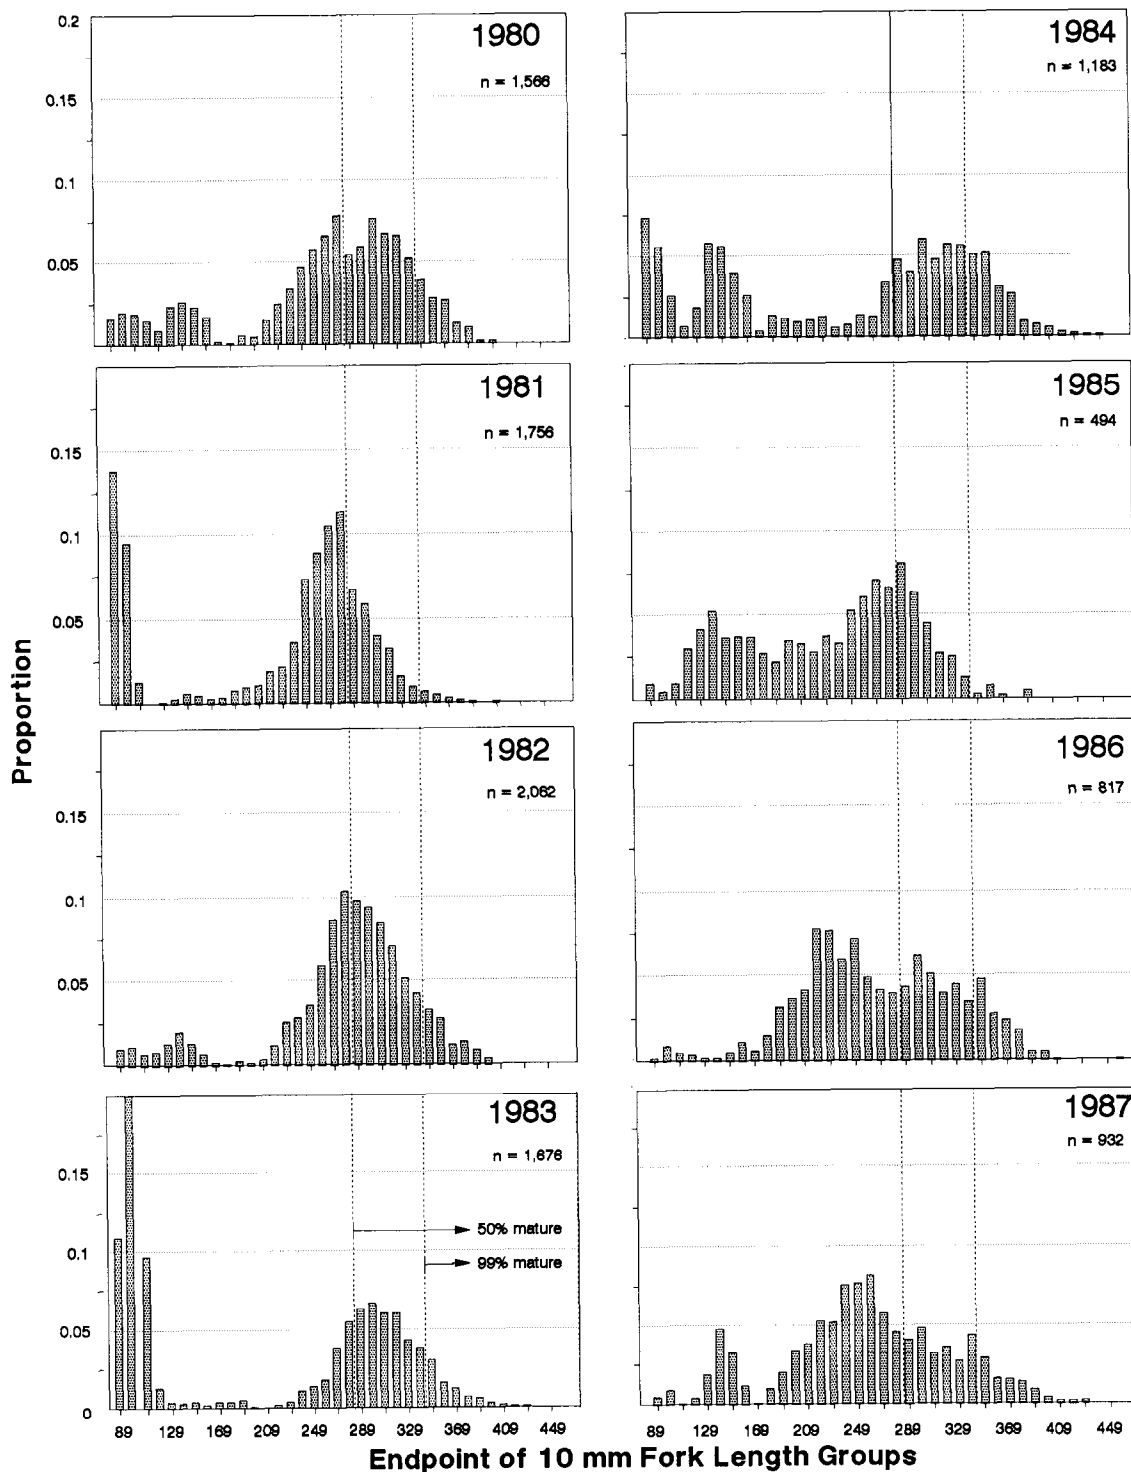 0.2
1980
n = 1,566
0.15
0.1
0.05
1984
n = 1,183
1981
n = 1,756
0.15
0.1
0.05
1985
n = 494
1982
n = 2,062
0.15
0.1
0.05
1986
n = 817
1983
n = 1,676
0.15
0.1
0.05
0
50% mature
99% mature
89 129 169 209 249 289 329 369 409 449
1987
n = 932
89 129 169 209 249 289 329 369 409 449
Proportion
Endpoint of 10 mm Fork Length Groups